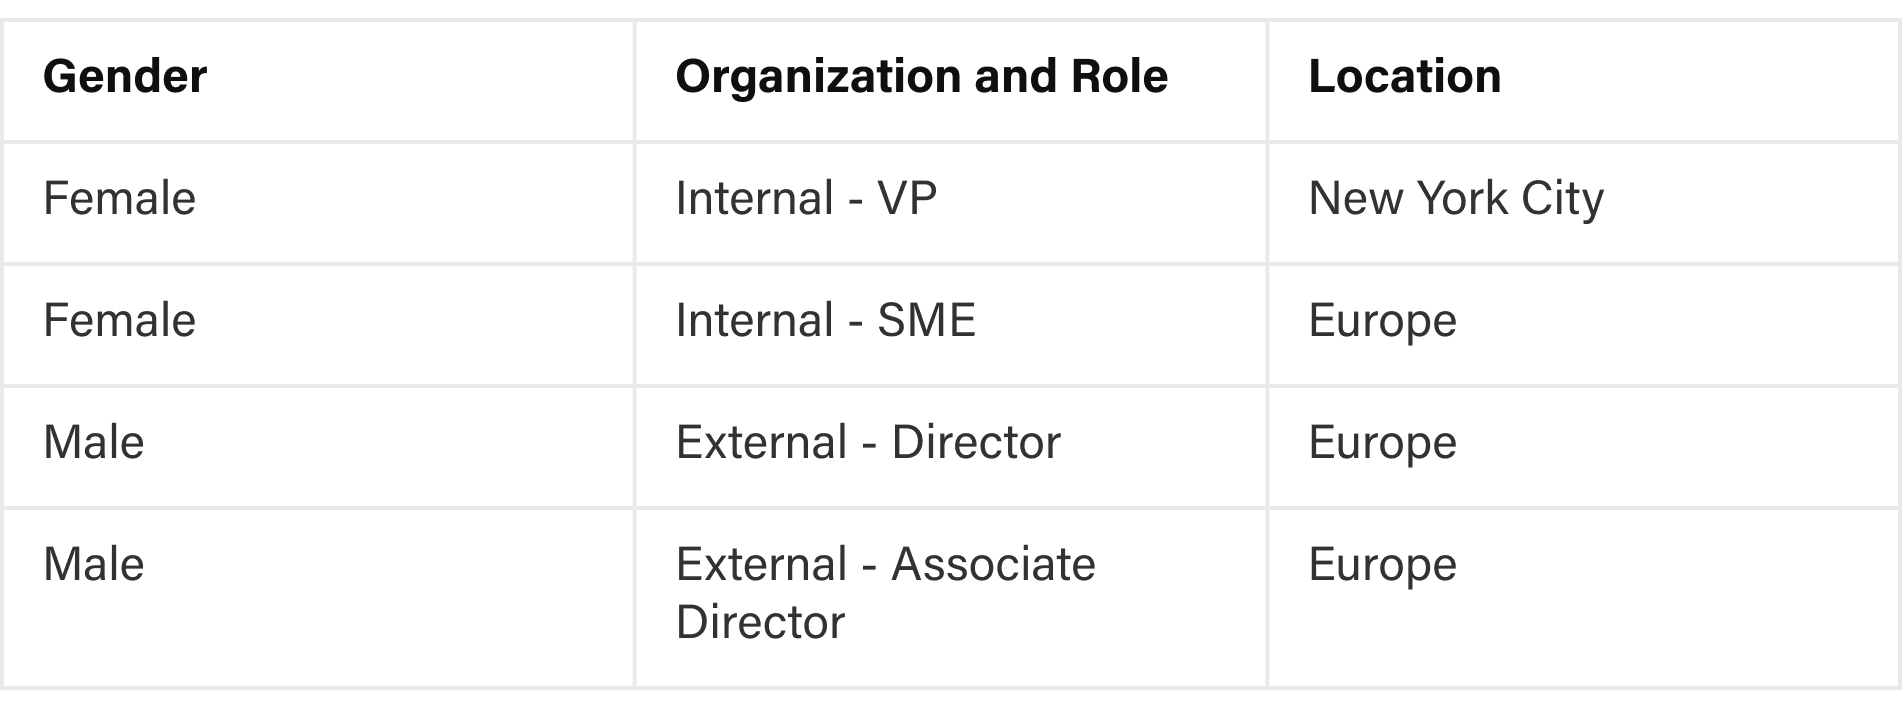 Gender Organization and Role Location
Female Internal - VP New York City
Female Internal - SME Europe
Male External - Director Europe
Male External - Associate Europe
Director